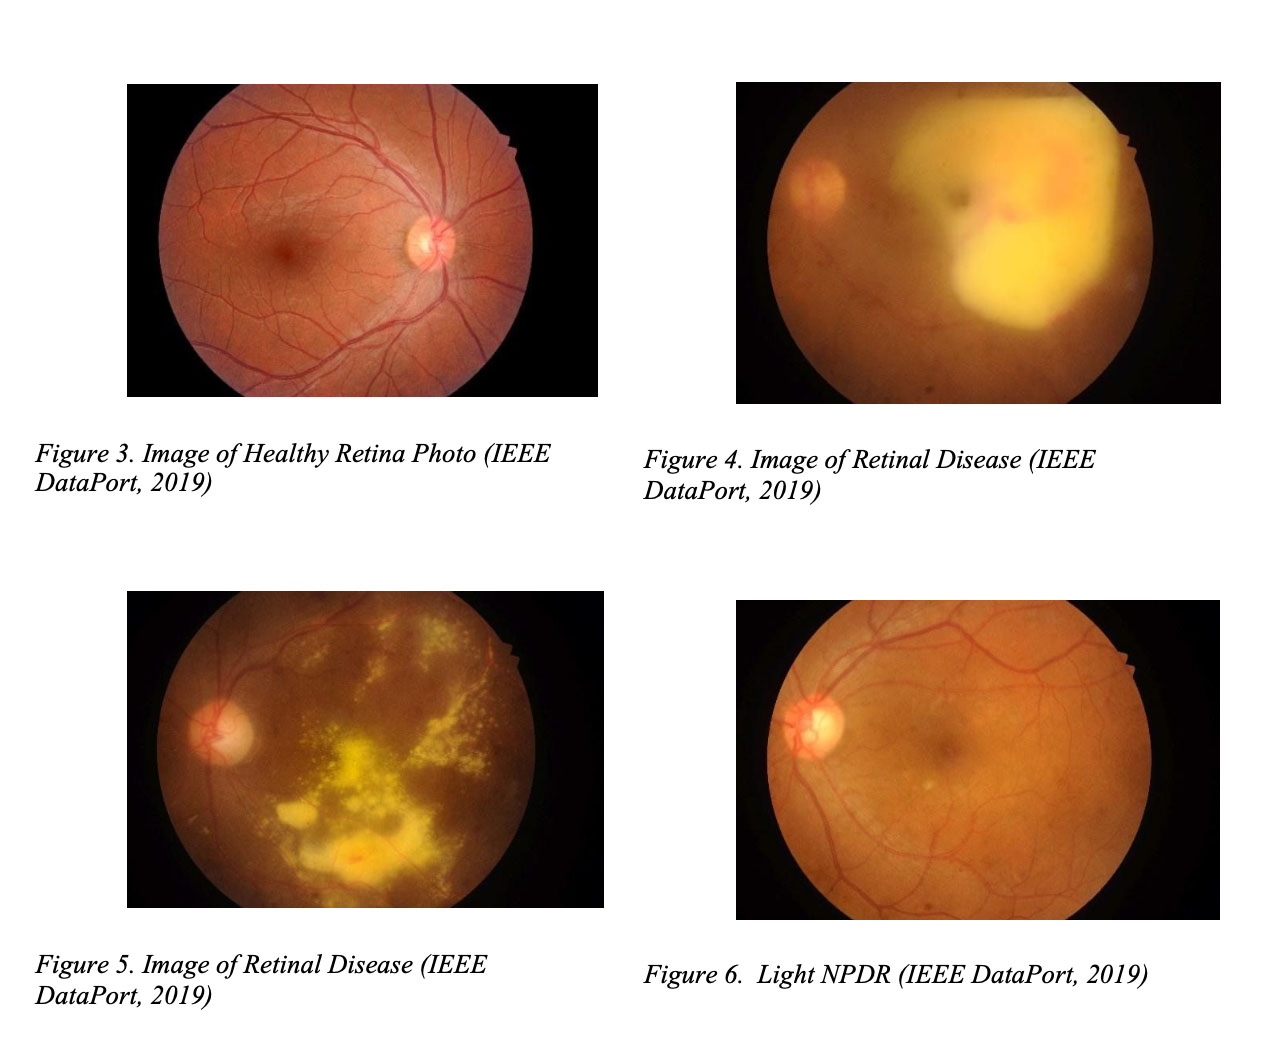 Figure 3. Image of Healthy Retina Photo (IEEE
DataPort, 2019)
Figure 4. Image of Retinal Disease (IEEE
DataPort, 2019)
Figure 5. Image of Retinal Disease (IEEE
DataPort, 2019)
Figure 6.  Light NPDR (IEEE DataPort, 2019)